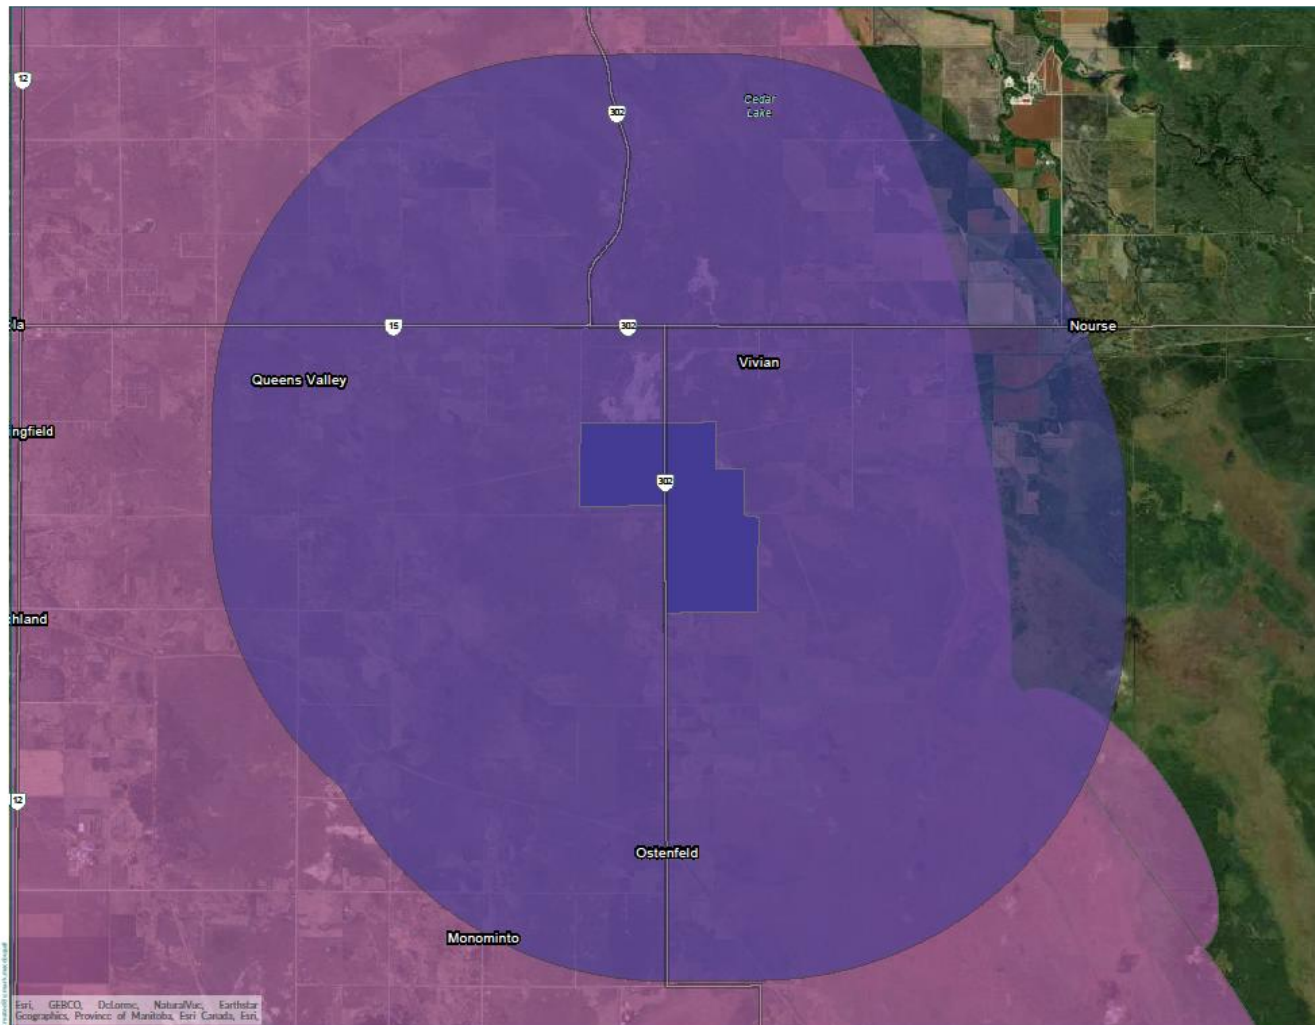 12
302
Cedar
Lake
la
15
302
Nourse
Vivian
Queens Valley
ngfield
302
hland
12
Ostenfeld
Monominto
Esri, GEBCO, DeLorme, NaturalVue, Earthstar
Geographics, Province of Manitoba, Esri Canada, Esri,